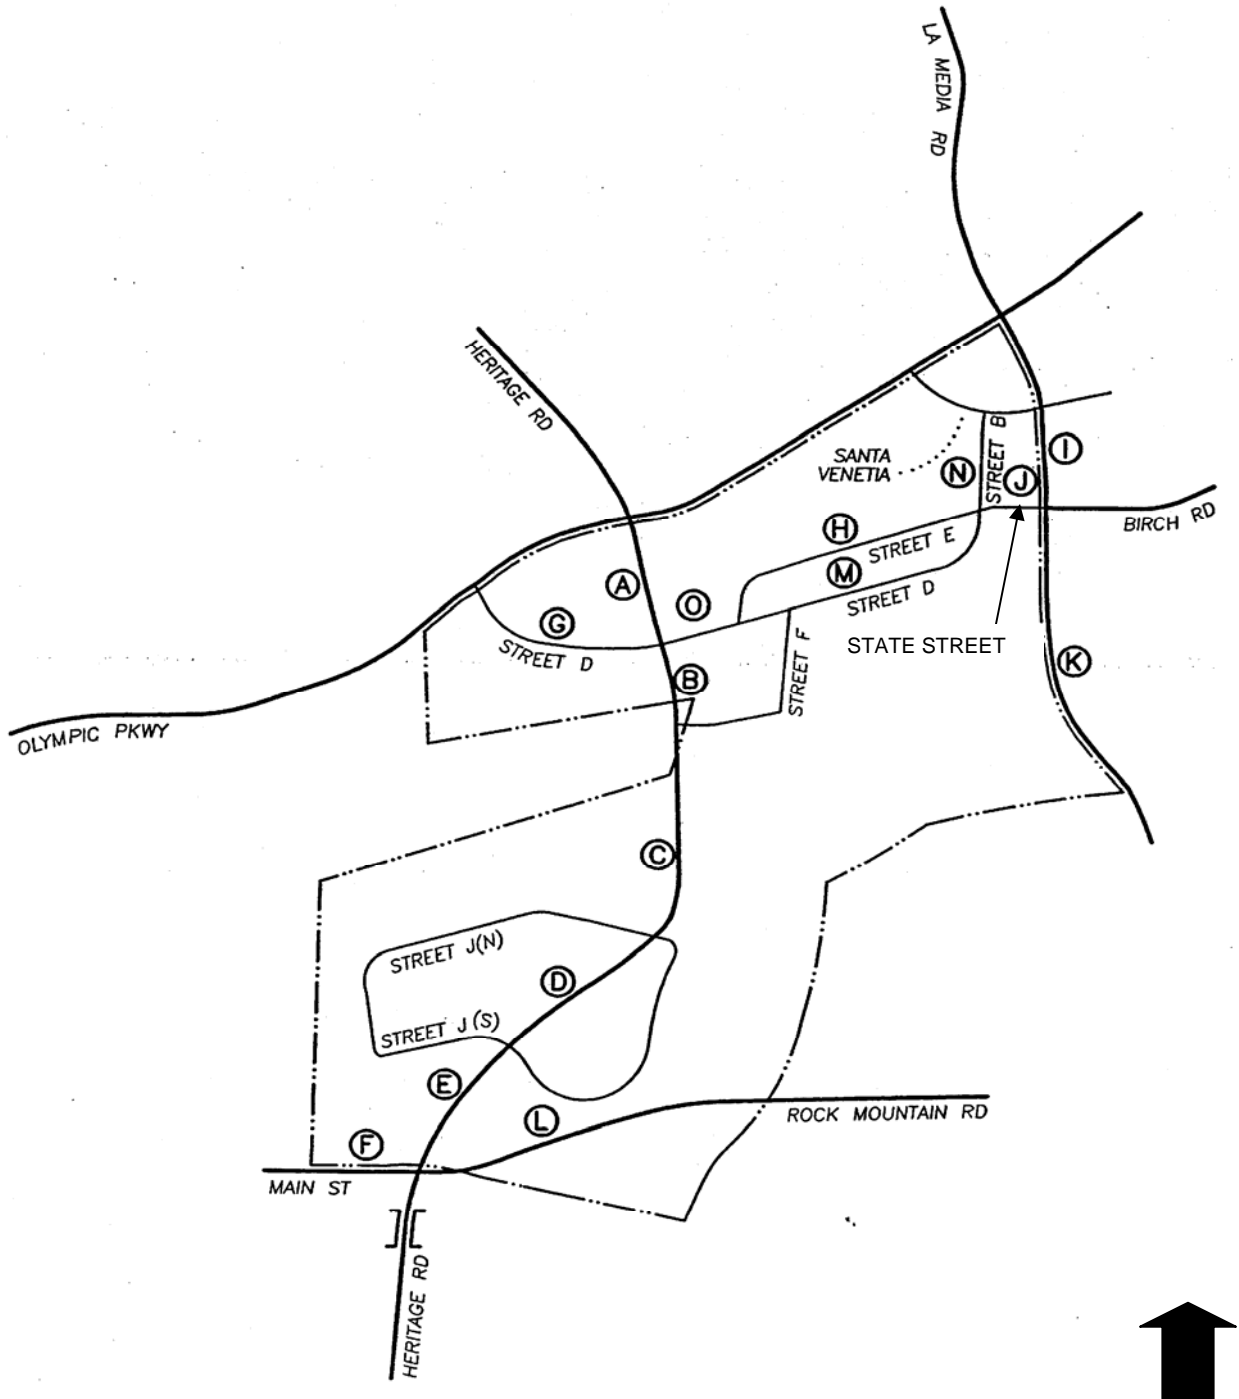 LA MEDIA RD
HERITAGE RD
SANTA
VENETIA
N
STREET B
I
J
BIRCH RD
H
STREET E
M
STREET D
A
O
G
STREET D
STREET F
STATE STREET
K
B
OLYMPIC PKWY
C
STREET J(N)
D
STREET J(S)
E
L
ROCK MOUNTAIN RD
F
MAIN ST
HERITAGE RD